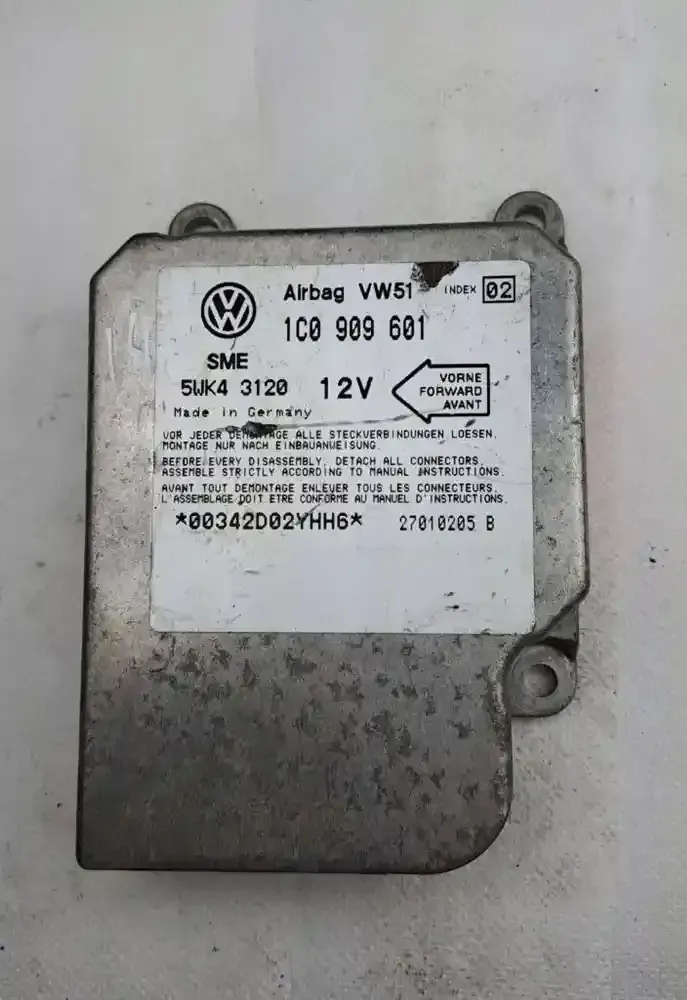 Airbag VW51 INDEX 02
1C0 909 601
SME
5WK4 3120 12V
VORNE
FORWARD
AVANT
Made in Germany
VOR JEDER DEMONTAGE ALLE STECKVERBINDUNGEN LOESEN.
MONTAGE NUR NACH EINBAUANWEISUNG.
BEFORE EVERY DISASSEMBLY, DETACH ALL CONNECTORS.
ASSEMBLE STRICTLY ACCORDING TO MANUAL INSTRUCTIONS.
AVANT TOUT DEMONTAGE ENLEVER TOUS LES CONNECTEURS.
L'ASSEMBLAGE DOIT ETRE CONFORME AU MANUEL D'INSTRUCTIONS.
*00342D02YHH6* 27010205 B